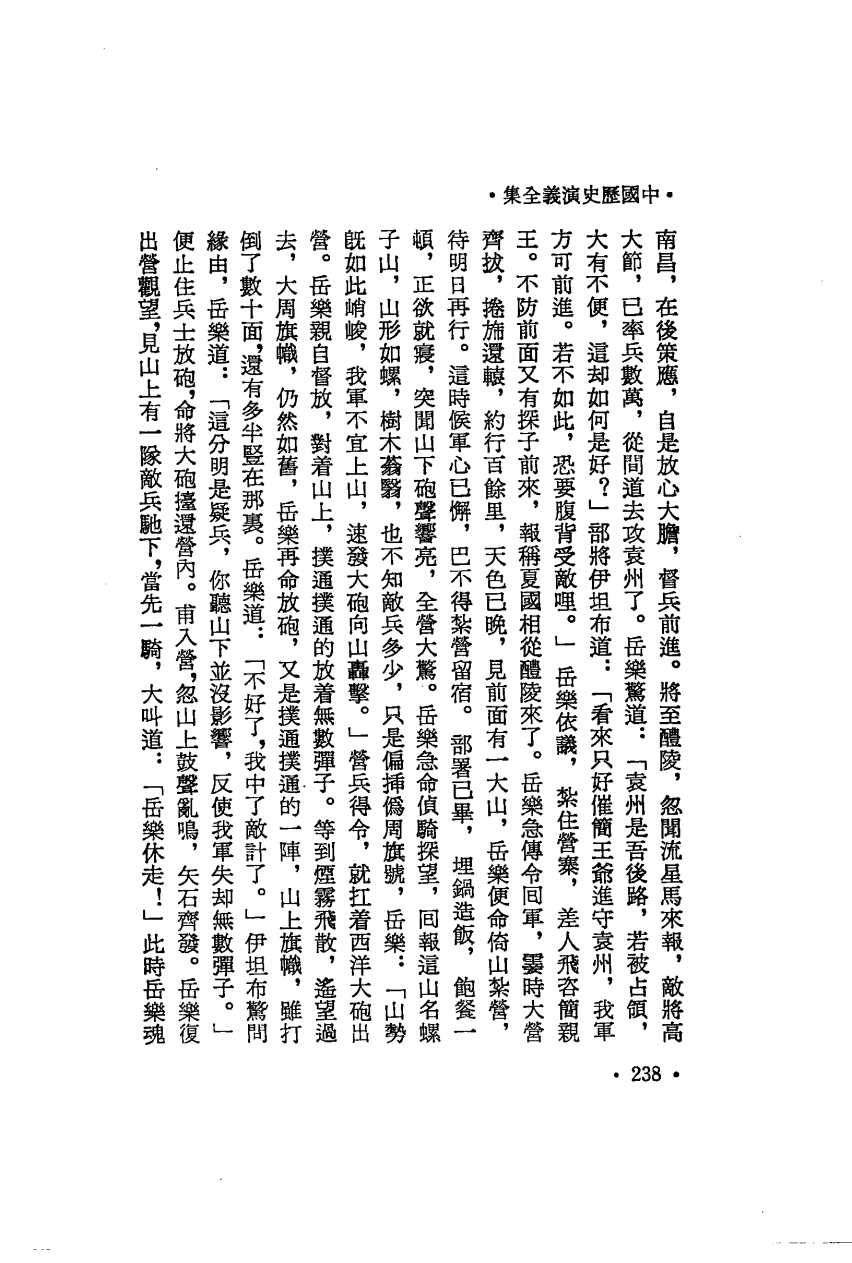 •中國歷史演義全集•
南昌，在後策應，自是放心大膽，督兵前進。將至醴陵，忽聞流星馬來報，敵將高
大節，已率兵數萬，從間道去攻袁州了。岳樂驚道：「袁州是吾後路，若被占領，
大有不便，這却如何是好？」部將伊坦布道：「看來只好催簡王爺進守袁州，我軍
方可前進。若不如此，恐要腹背受敵哩。」岳樂依議，紮住營寨，差人飛咨簡親
王。不防前面又有探子前來，報稱夏國相從醴陵來了。岳樂急傳令回軍，霎時大營
齊拔，捲旆還轅，約行百餘里，天色已晚，見前面有一大山，岳樂便命倚山紮營，
待明日再行。這時候軍心已懈，巴不得紮營留宿。部署已畢，埋鍋造飯，飽餐一
頓，正欲就寢，突聞山下砲聲響亮，全營大驚。岳樂急命偵騎探望，回報這山名螺
子山，山形如螺，樹木蓊翳，也不知敵兵多少，只是偏揷僞周旗號，岳樂：「山勢
旣如此峭峻，我軍不宜上山，速發大砲向山轟擊。」營兵得令，就扛着西洋大砲出
營。岳樂親自督放，對着山上，撲通撲通的放着無數彈子。等到煙霧飛散，遙望過
去，大周旗幟，仍然如舊，岳樂再命放砲，又是撲通撲通的一陣，山上旗幟，雖打
倒了數十面，還有多半豎在那裏。岳樂道：「不好了，我中了敵計了。」伊坦布驚問
緣由，岳樂道：「這分明是疑兵，你聽山下並沒影響，反使我軍失却無數彈子。」
便止住兵士放砲，命將大砲擡還營內。甫入營，忽山上鼓聲亂鳴，矢石齊發。岳樂復
出營觀望，見山上有一隊敵兵馳下，當先一騎，大叫道：「岳樂休走！」此時岳樂魂
•238•